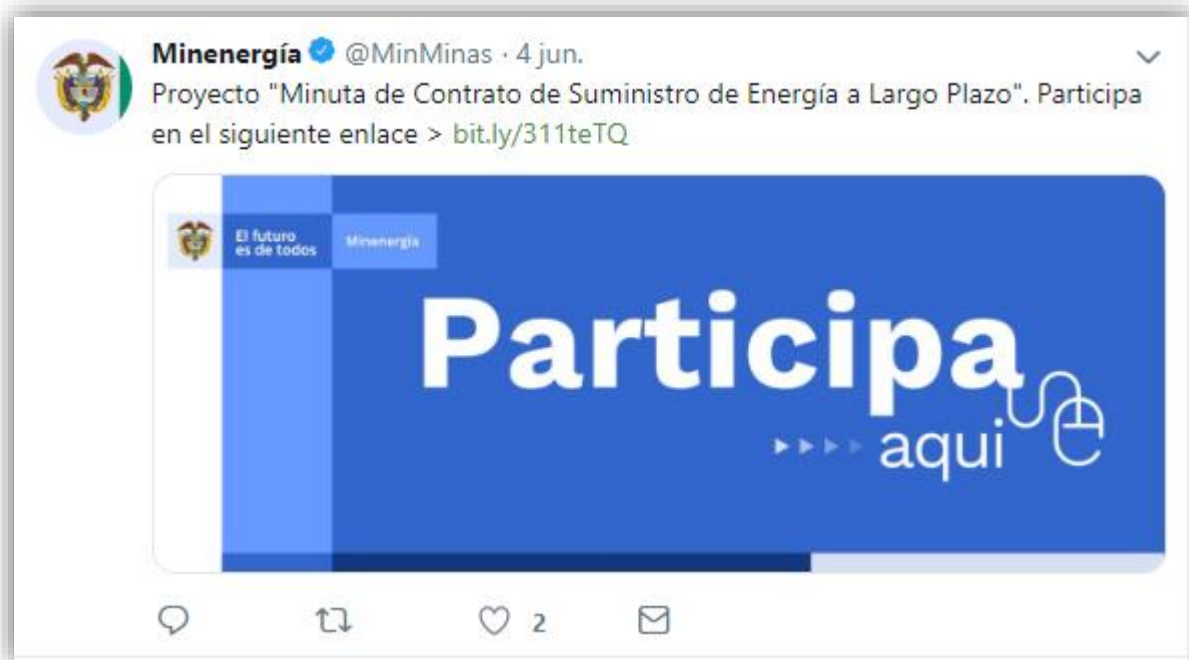 Minenergía @MinMinas · 4 jun.
Proyecto "Minuta de Contrato de Suministro de Energía a Largo Plazo". Participa
en el siguiente enlace > bit.ly/311teTQ
El futuro
es de todos
Minenergía
Participa
aqui
2